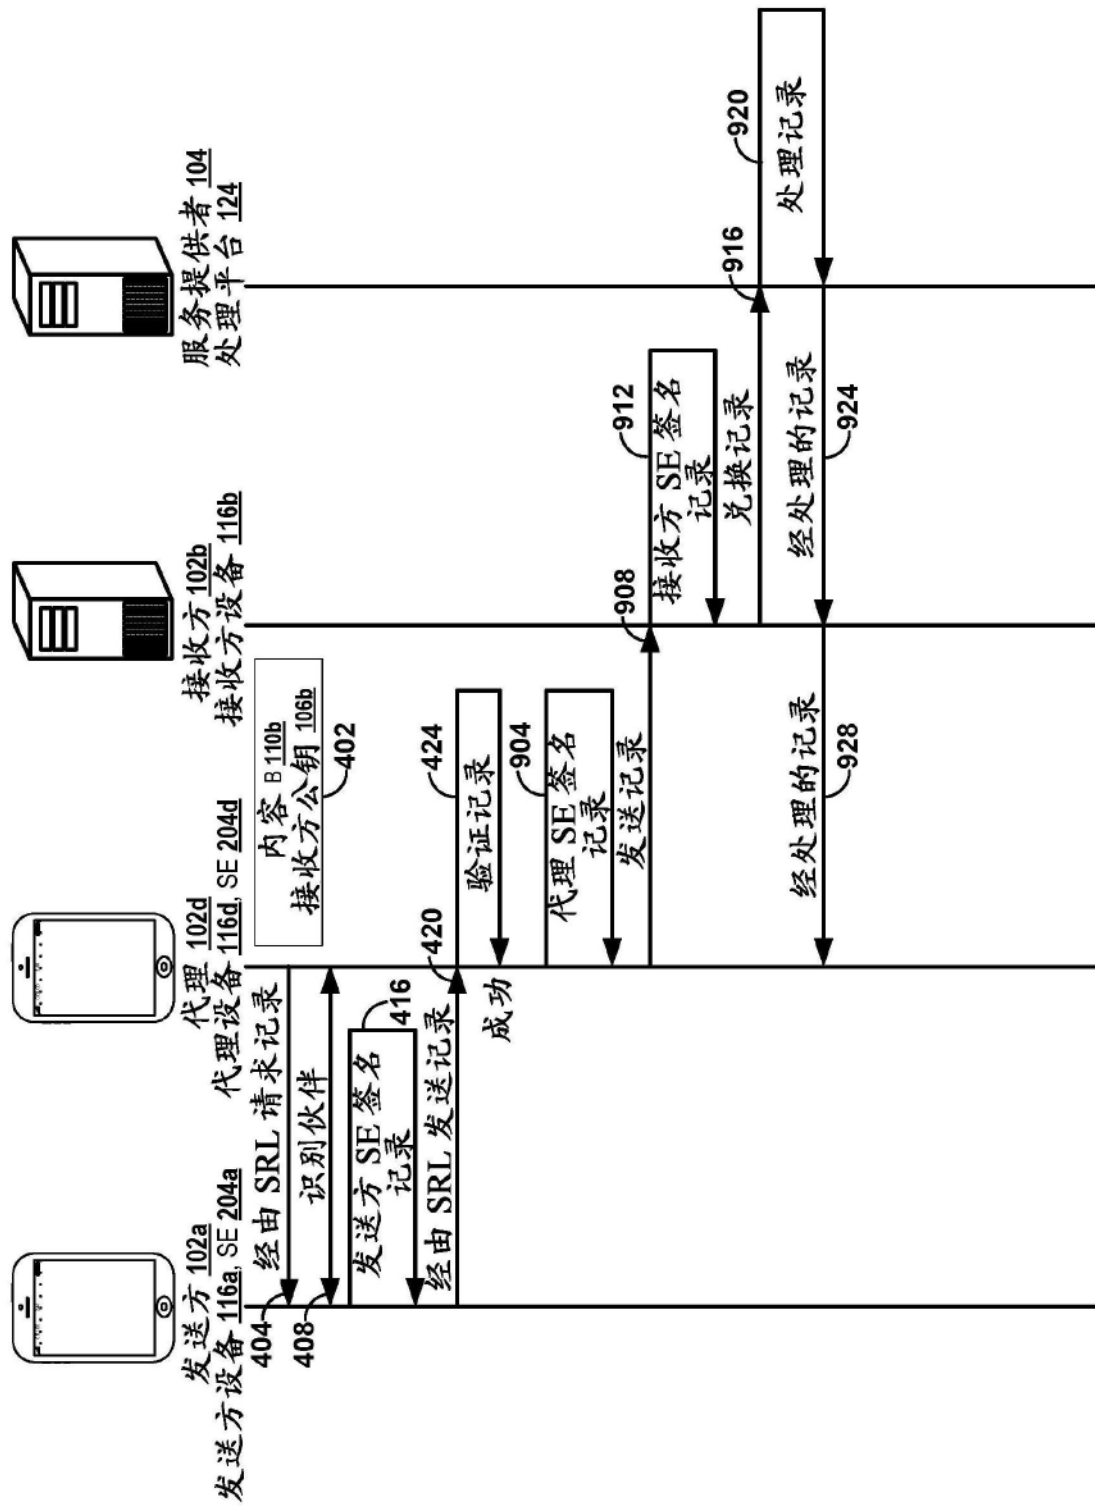 发送方 102a
发送方设备 116a, SE 204a
代理 102d
代理设备 116d, SE 204d
接收方 102b
接收方设备 116b
服务提供者 104
处理平台 124
内容 B 110b
接收方公钥 106b
402
经由 SRL 请求记录
404
识别伙伴
408
发送方 SE 签名
记录
416
经由 SRL 发送记录
420
成功
验证记录
424
代理 SE 签名
记录
904
发送记录
908
接收方 SE 签名
记录
912
兑换记录
916
处理记录
920
经处理的记录
924
经处理的记录
928